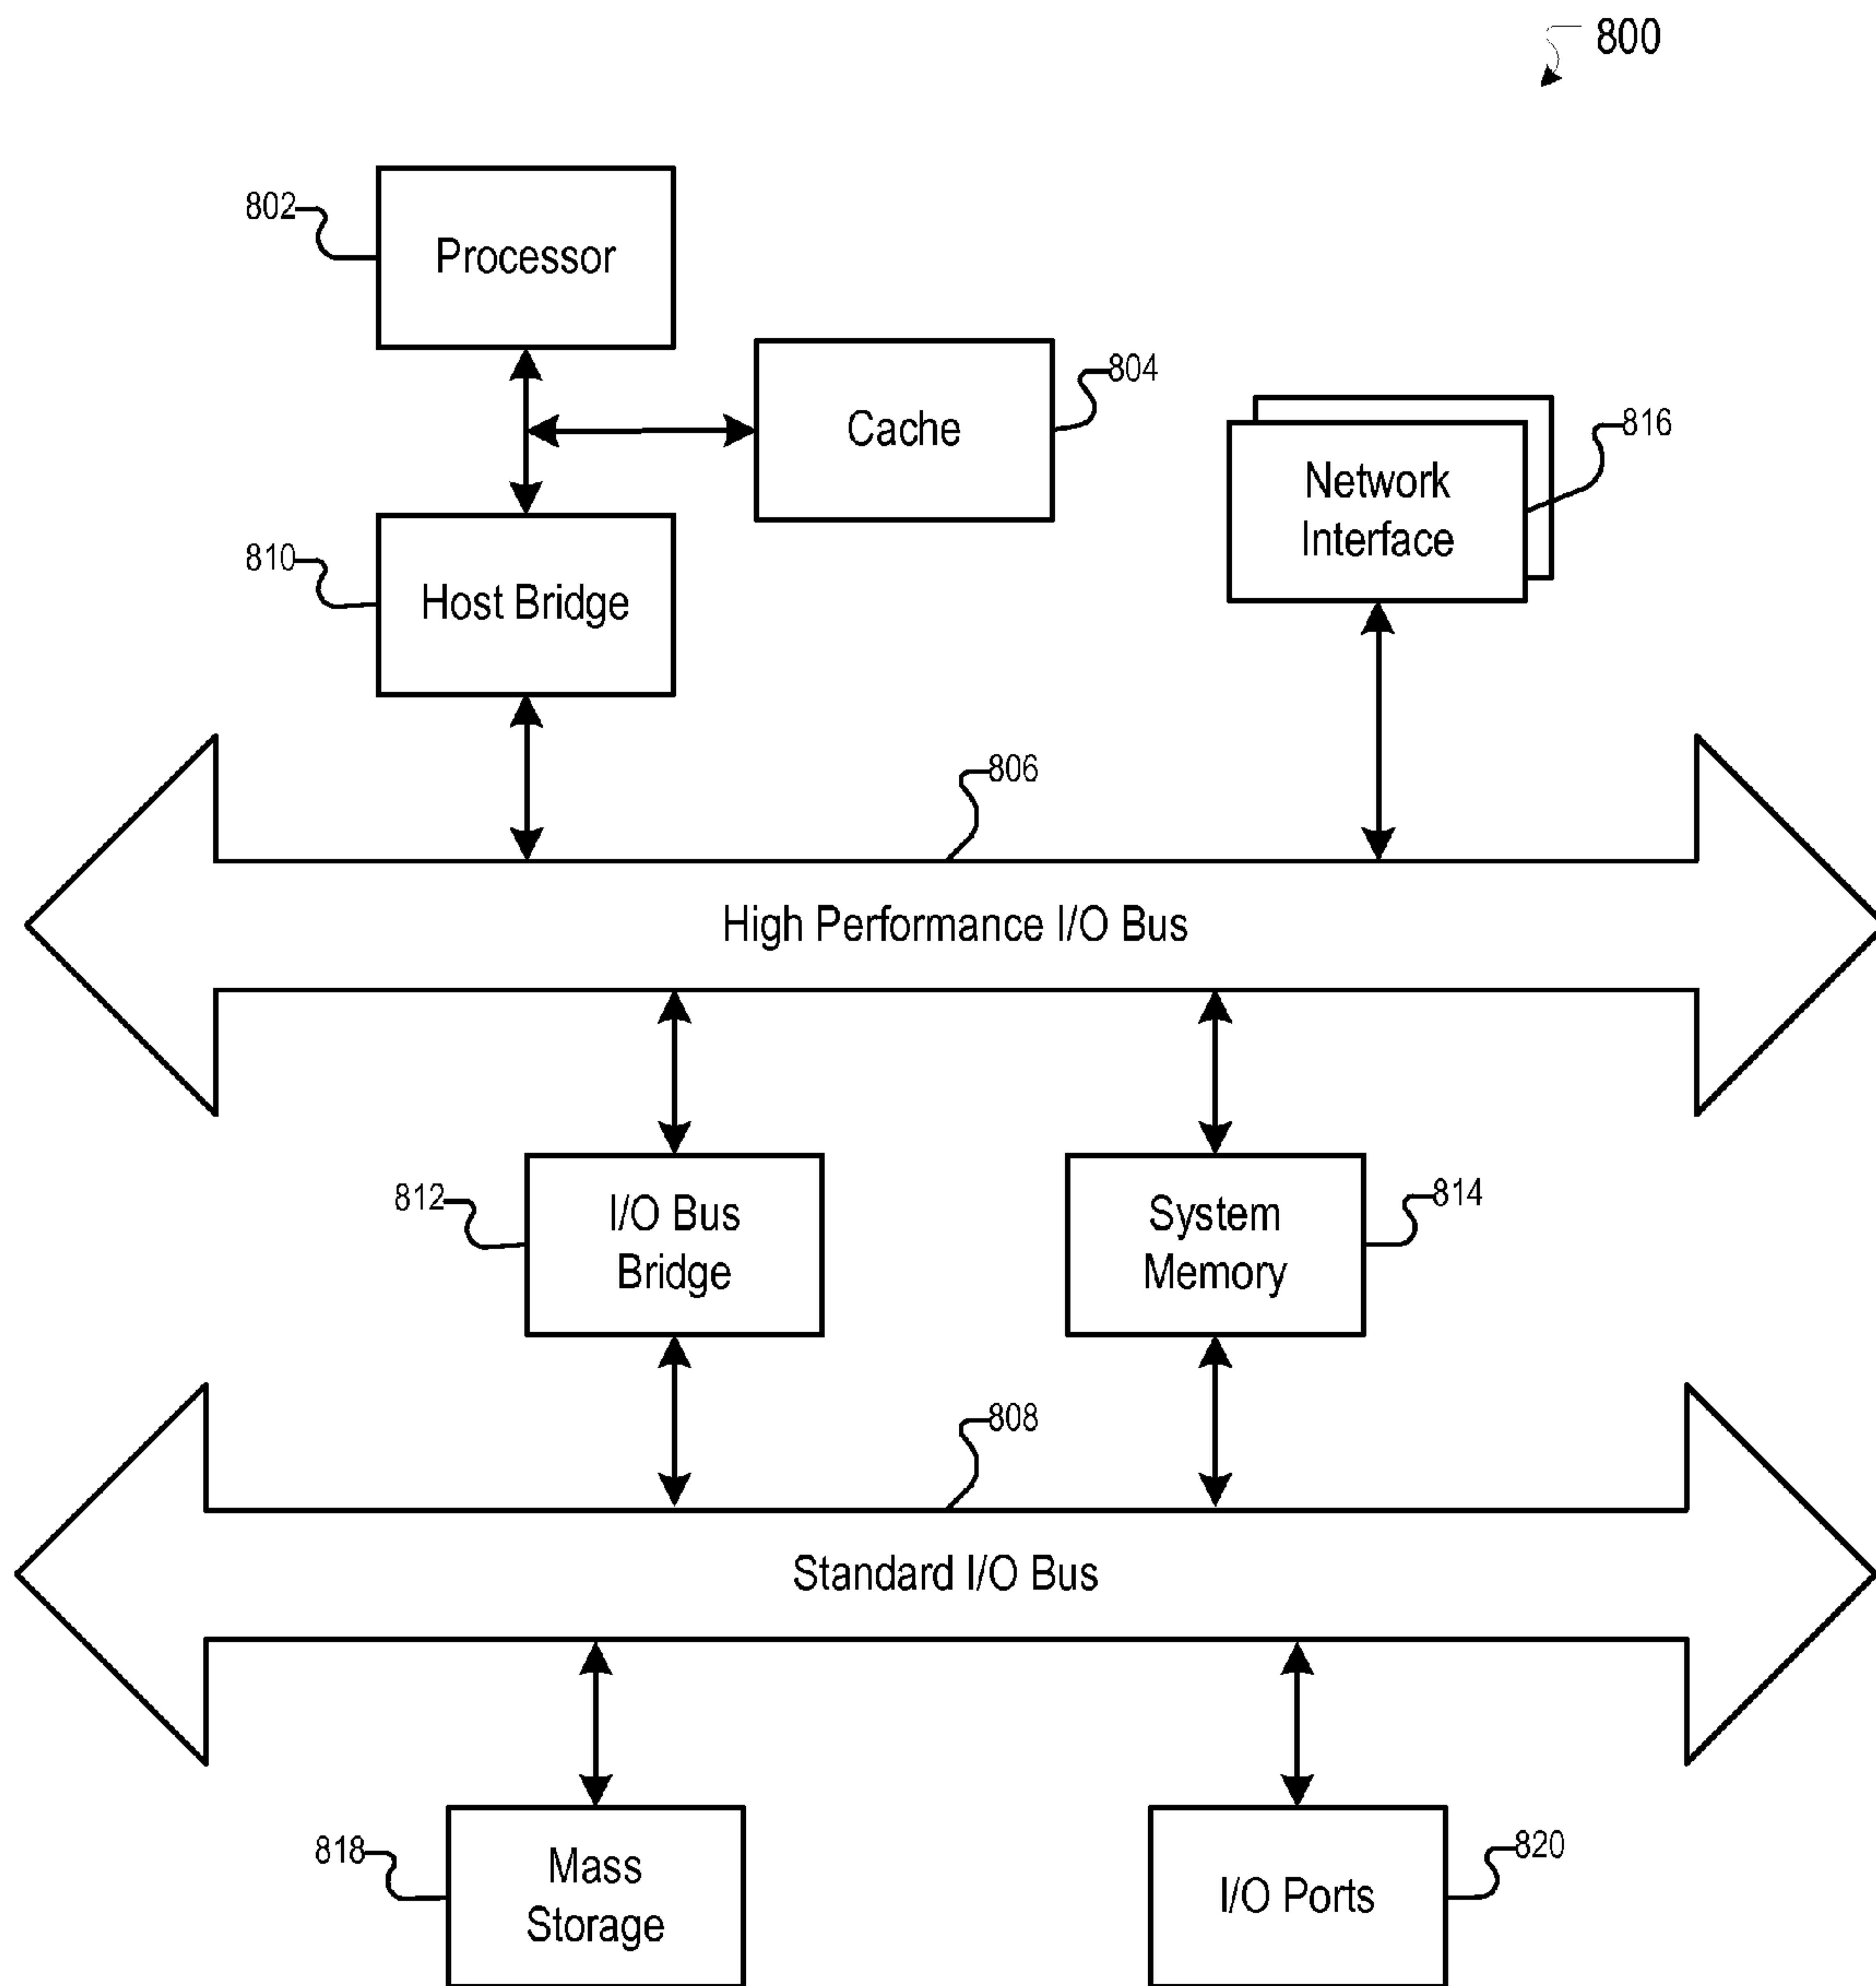 800
802
Processor
804
Cache
816
Network
Interface
810
Host Bridge
806
High Performance I/O Bus
812
I/O Bus
Bridge
814
System
Memory
808
Standard I/O Bus
818
Mass
Storage
820
I/O Ports